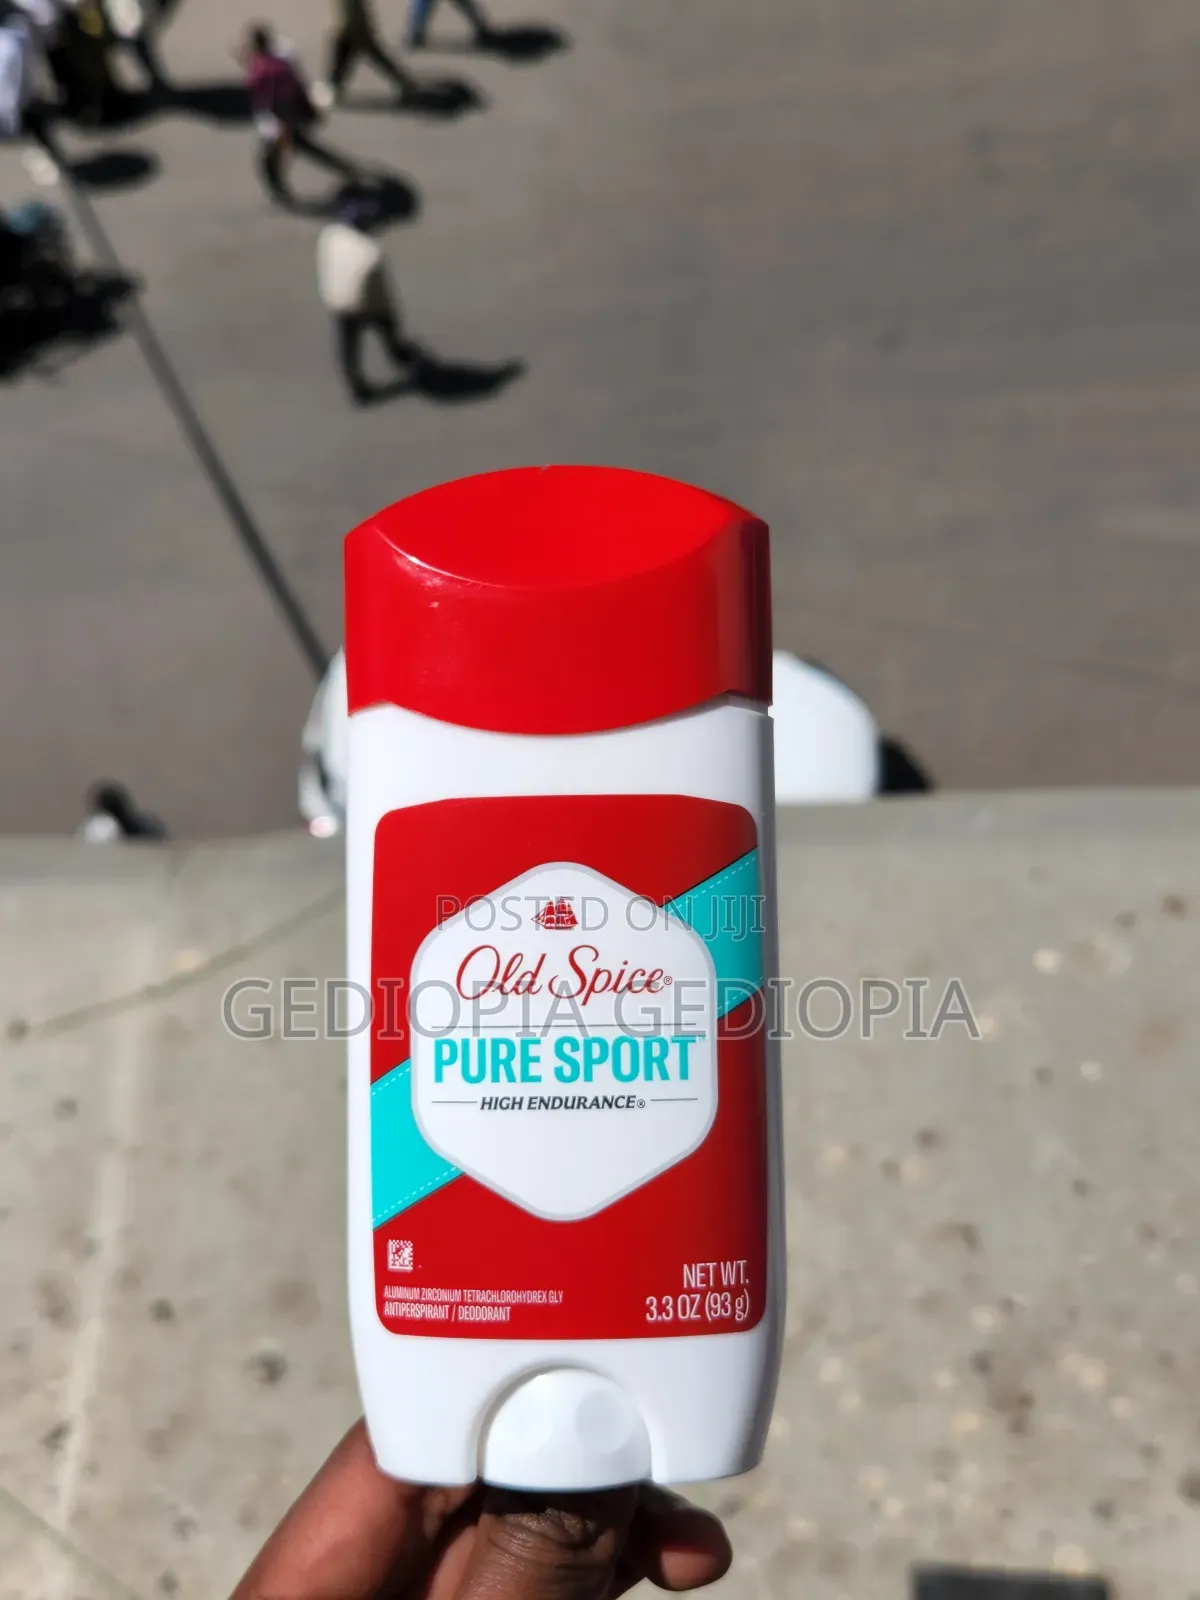 POSTED ON JIJI
Old Spice®
GEDIOPIA GEDIOPIA
PURE SPORT™
HIGH ENDURANCE®
NET WT.
3.3 OZ (93 g)
ALUMINUM ZIRCONIUM TETRACHLOROHYDREX GLY
ANTIPERSPIRANT / DEODORANT